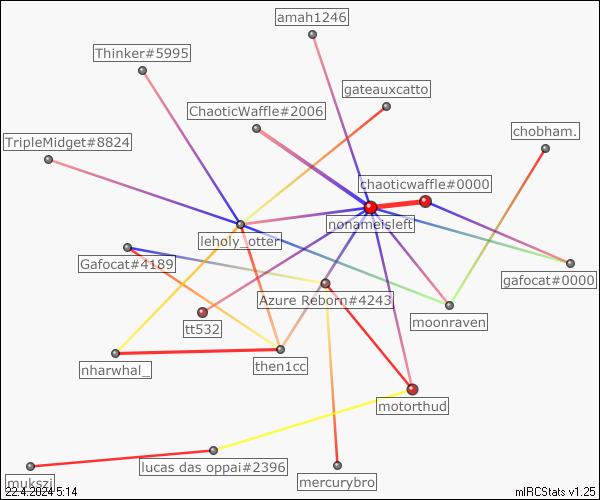 amah1246
Thinker#5995
gateauxcatto
ChaoticWaffle#2006
chobham.
TripleMidget#8824
chaoticwaffle#0000
nonameisleft
leholy_otter
Gafocat#4189
gafocat#0000
Azure Reborn#4243
moonraven
tt532
then1cc
nharwhal_
motorthud
lucas das oppai#2396
mukszi
mercurybro
22.4.2024 5:14
mIRCStats v1.25